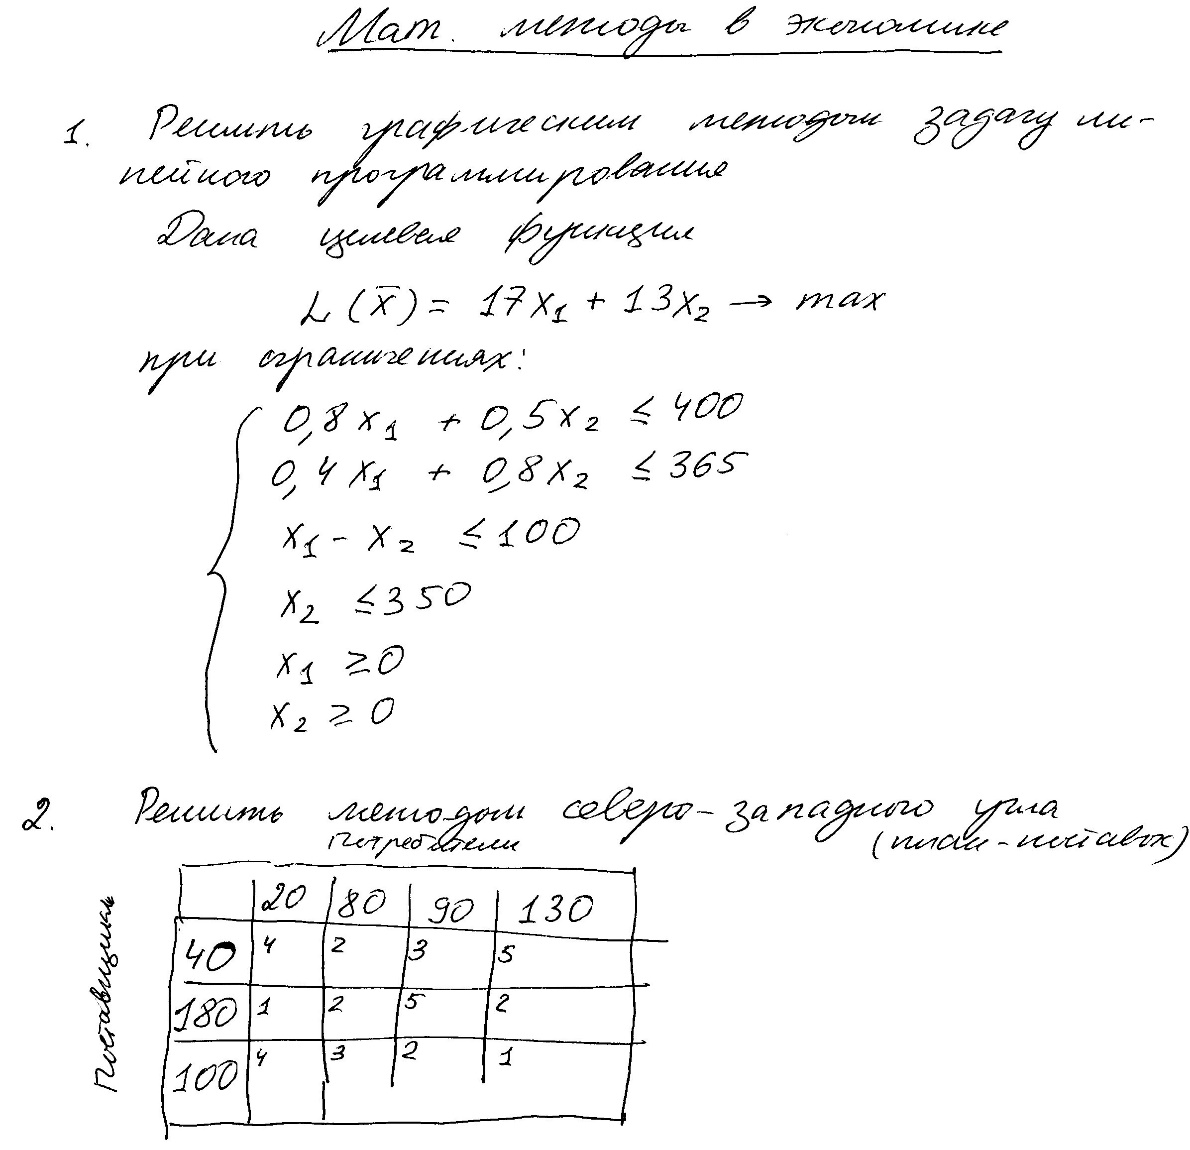 Мат. методы в экономике
1. Решить графическим методом задачу ли-
нейного программирования
Дана целевая функция
L(x̄) = 17x₁ + 13x₂ → max
при ограничениях:
0,8x₁ + 0,5x₂ ≤ 400
0,4x₁ + 0,8x₂ ≤ 365
x₁ - x₂ ≤ 100
x₂ ≤ 350
x₁ ≥ 0
x₂ ≥ 0
2. Решить методом северо-западного угла
Потребители (план-поставок)
Поставщики
20 80 90 130
40 4 2 3 5
180 1 2 5 2
100 4 3 2 1